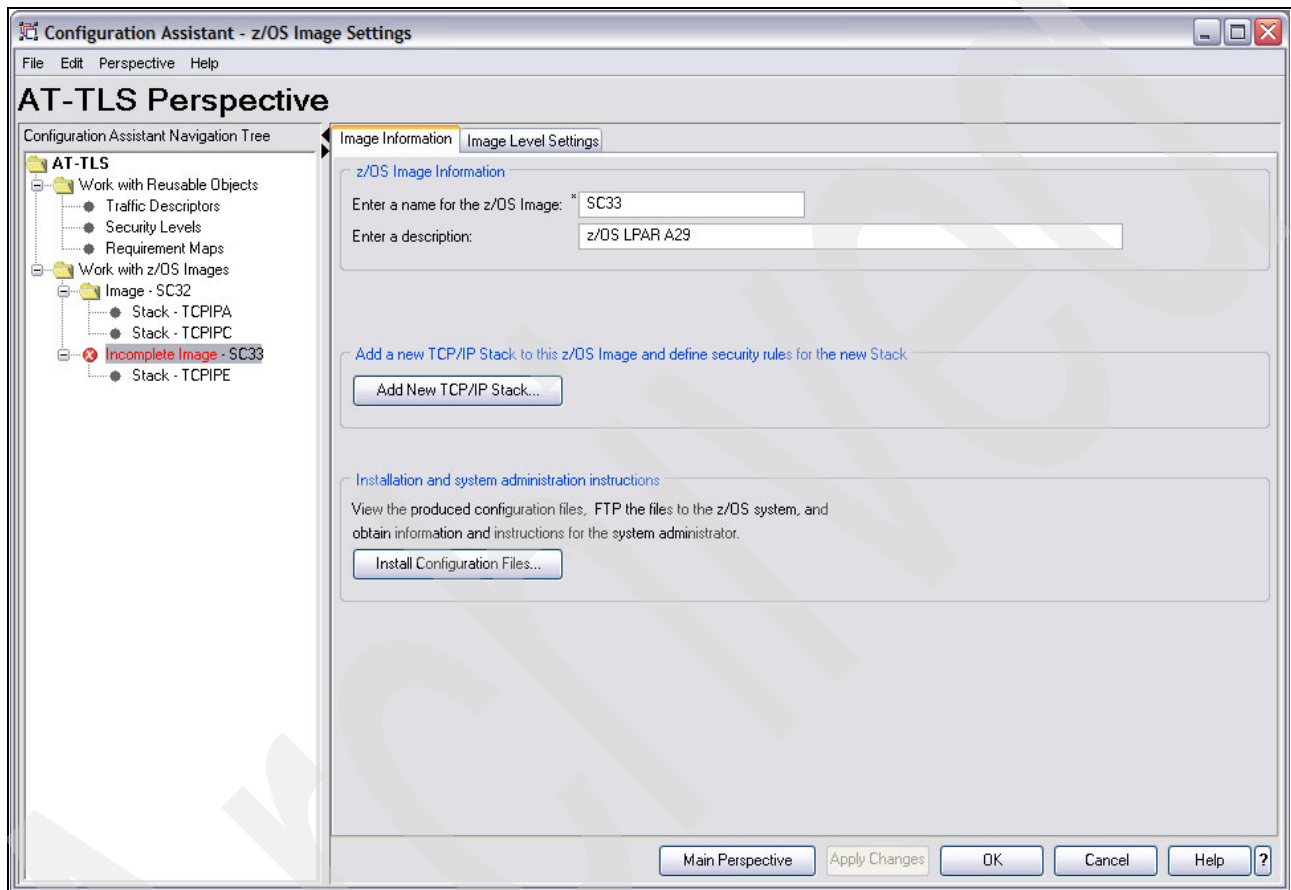 Configuration Assistant - z/OS Image Settings
File Edit Perspective Help
AT-TLS Perspective
Configuration Assistant Navigation Tree
AT-TLS
Work with Reusable Objects
Traffic Descriptors
Security Levels
Requirement Maps
Work with z/OS Images
Image - SC32
Stack - TCPIPA
Stack - TCPIPC
Incomplete Image - SC33
Stack - TCPIPE
Image Information Image Level Settings
z/OS Image Information
Enter a name for the z/OS Image: * SC33
Enter a description: z/OS LPAR A29
Add a new TCP/IP Stack to this z/OS Image and define security rules for the new Stack
Add New TCP/IP Stack...
Installation and system administration instructions
View the produced configuration files, FTP the files to the z/OS system, and
obtain information and instructions for the system administrator.
Install Configuration Files...
Main Perspective Apply Changes OK Cancel Help ?